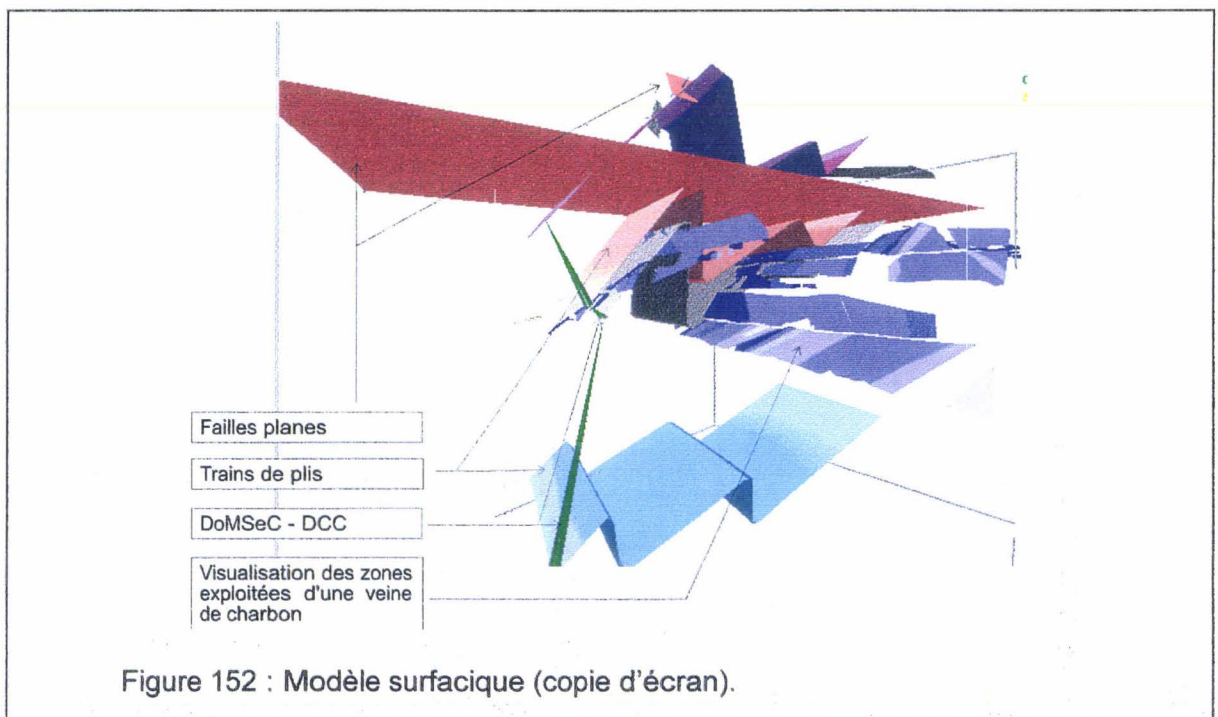 Failles planes
Trains de plis
DoMSeC - DCC
Visualisation des zones
exploitées d'une veine
de charbon
Figure 152 : Modèle surfacique (copie d'écran).